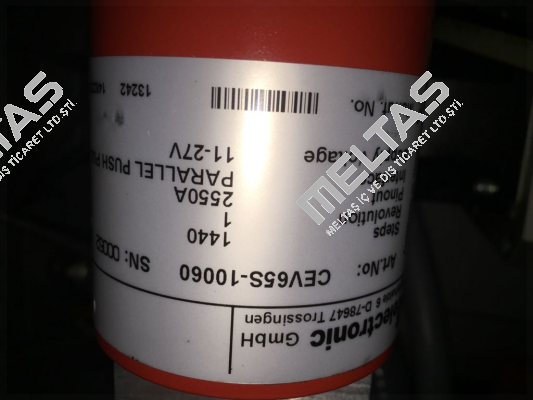 electronic GmbH
6 D-78647 Trossingen
Art.No: CEV65S-10060 SN:
Steps 1440
Revolution 1
Pinout 2550A
PARALLEL PUSH
11-27V
No. 13242
MELTAS
MELTAS İÇ VE DIŞ TİCARET LTD ŞTİ.
MELTAS
İÇ VE DIŞ TİCARET LTD ŞTİ.
MELTAS